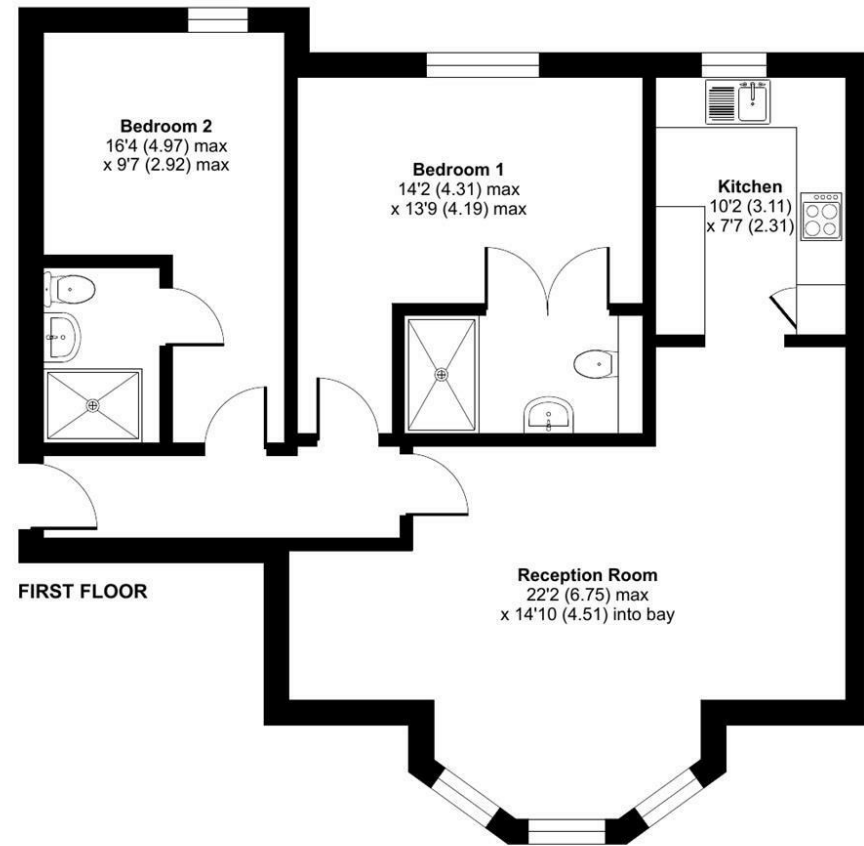 Bedroom 2
16'4 (4.97) max
x 9'7 (2.92) max
Bedroom 1
14'2 (4.31) max
x 13'9 (4.19) max
Kitchen
10'2 (3.11)
x 7'7 (2.31)
FIRST FLOOR
Reception Room
22'2 (6.75) max
x 14'10 (4.51) into bay